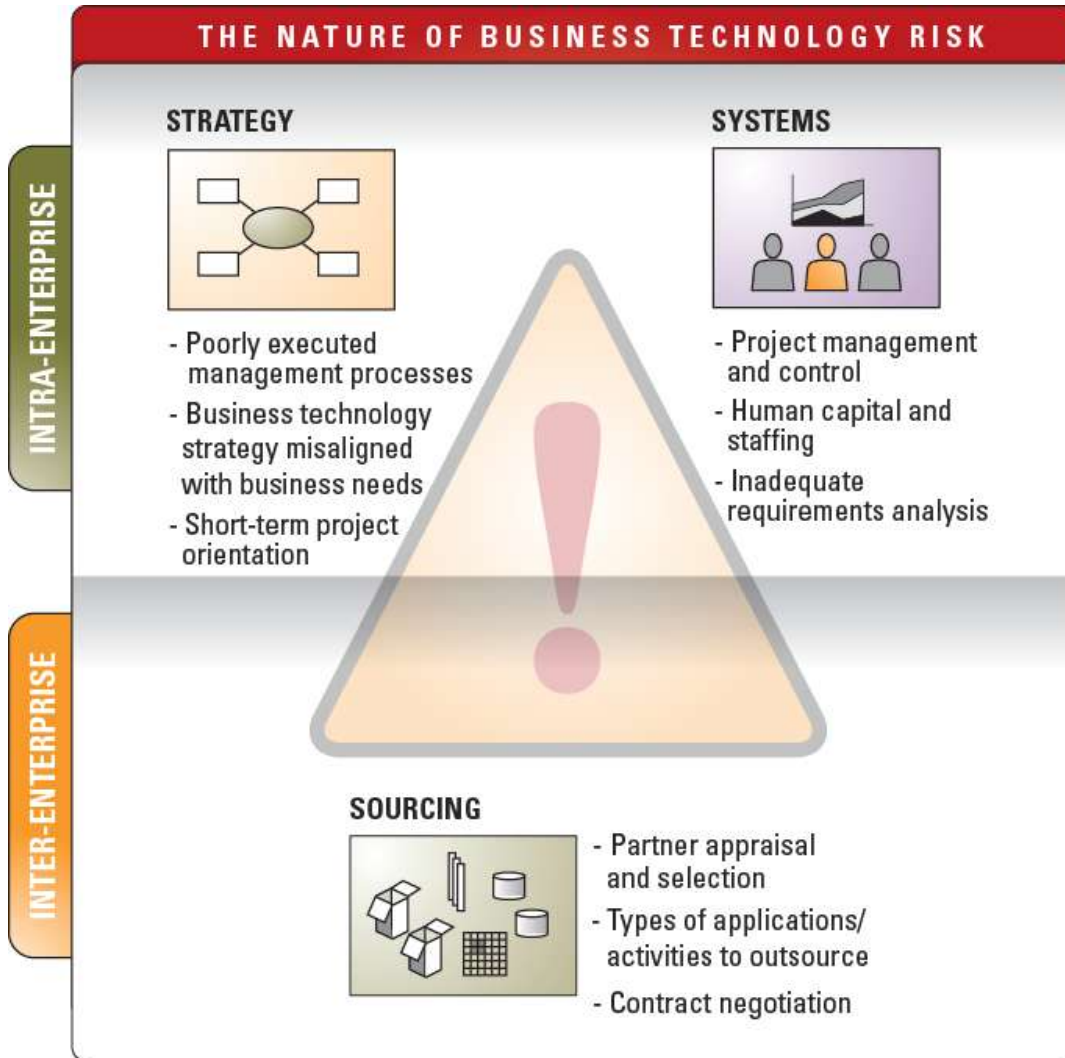 THE NATURE OF BUSINESS TECHNOLOGY RISK
INTRA-ENTERPRISE
STRATEGY
- Poorly executed
management processes
- Business technology
strategy misaligned
with business needs
- Short-term project
orientation
SYSTEMS
- Project management
and control
- Human capital and
staffing
- Inadequate
requirements analysis
!
INTER-ENTERPRISE
SOURCING
- Partner appraisal
and selection
- Types of applications/
activities to outsource
- Contract negotiation